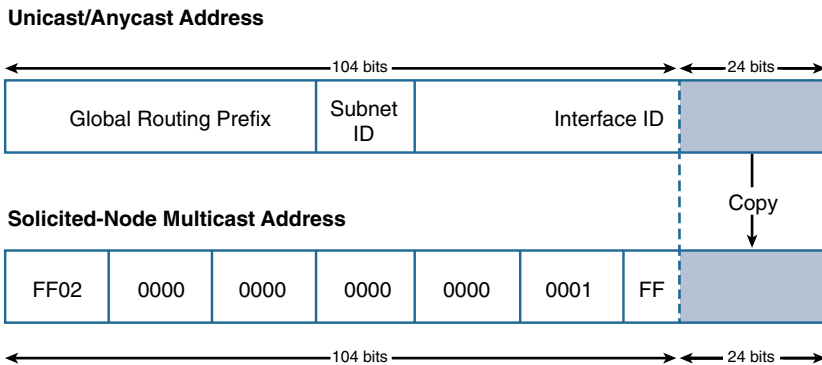 Unicast/Anycast Address
104 bits
24 bits
Global Routing Prefix
Subnet
ID
Interface ID
Copy
Solicited-Node Multicast Address
FF02
0000
0000
0000
0000
0001
FF
104 bits
24 bits